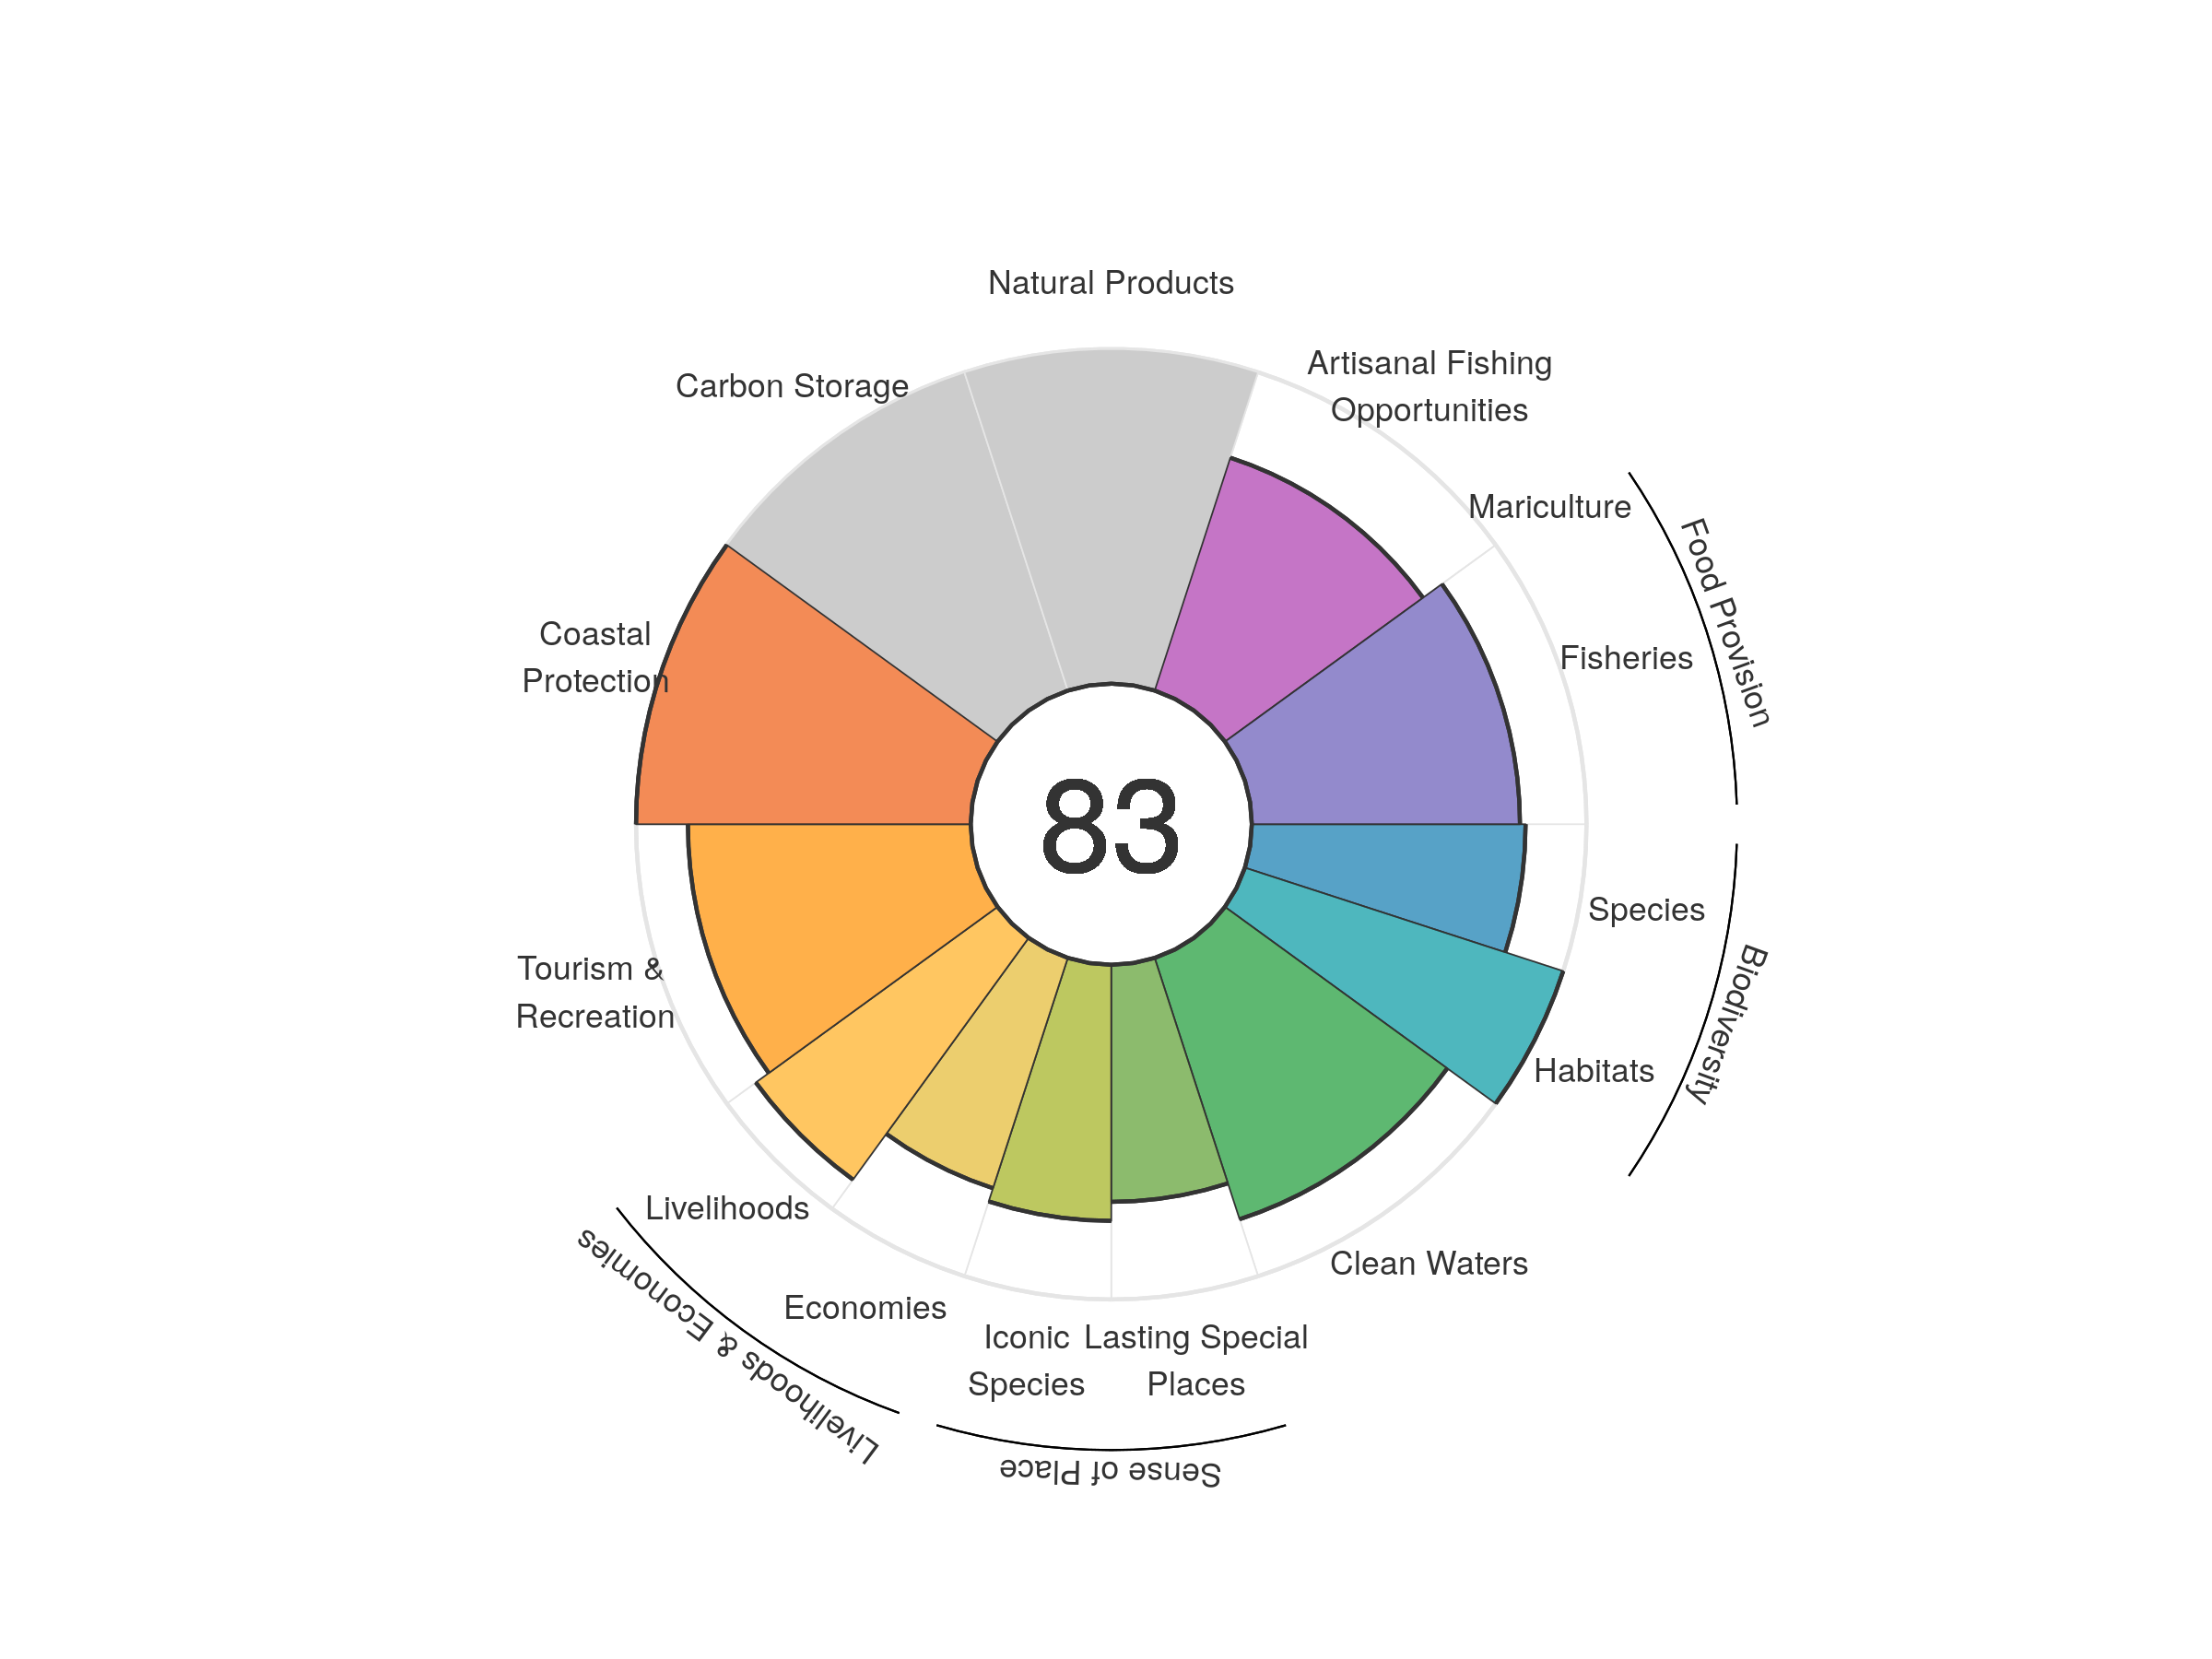 Natural Products
Artisanal Fishing
Opportunities
Carbon Storage
Mariculture
Food Provision
Fisheries
Coastal
Protection
83
Species
Biodiversity
Tourism &
Recreation
Habitats
Livelihoods
Clean Waters
Economies
Livelihoods & Economies
Iconic
Species
Lasting Special
Places
Sense of Place